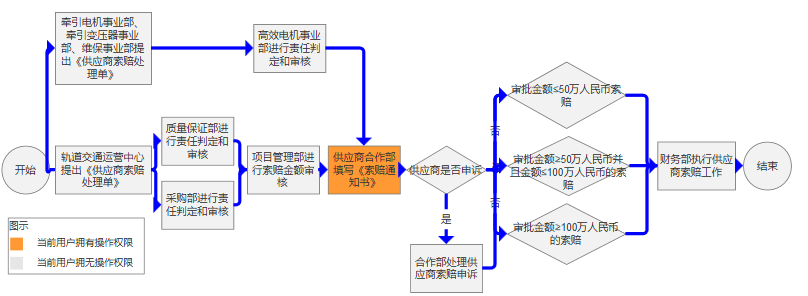 牵引电机事业部、
牵引变压器事业
部、维保事业部提
出《供应商索赔处
理单》
高效电机事业
部进行责任判
定和审核
开始
轨道交通运营中心
提出《供应商索赔
处理单》
质量保证部进
行责任判定和
审核
采购部进行责
任判定和审核
项目管理部进
行索赔金额审
核
供应商合作部
填写《索赔通
知书》
供应商是否申诉
是
合作部处理供
应商索赔申诉
否
否
审批金额≤50万人民币索
赔
审批金额≥50万人民币并
且金额≤100万人民币的索
赔
审批金额≥100万人民币
的索赔
财务部执行供应
商索赔工作
结束
图示
当前用户拥有操作权限
当前用户拥无操作权限